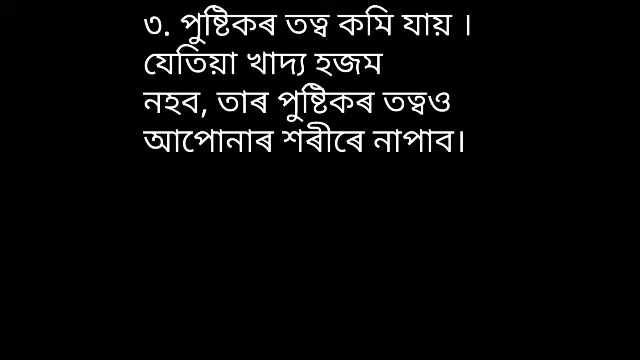 ৩. পুষ্টিকৰ তত্ব কমি যায় ।
যেতিয়া খাদ্য হজম
নহব, তাৰ পুষ্টিকৰ তত্বও
আপোনাৰ শৰীৰে নাপাব।